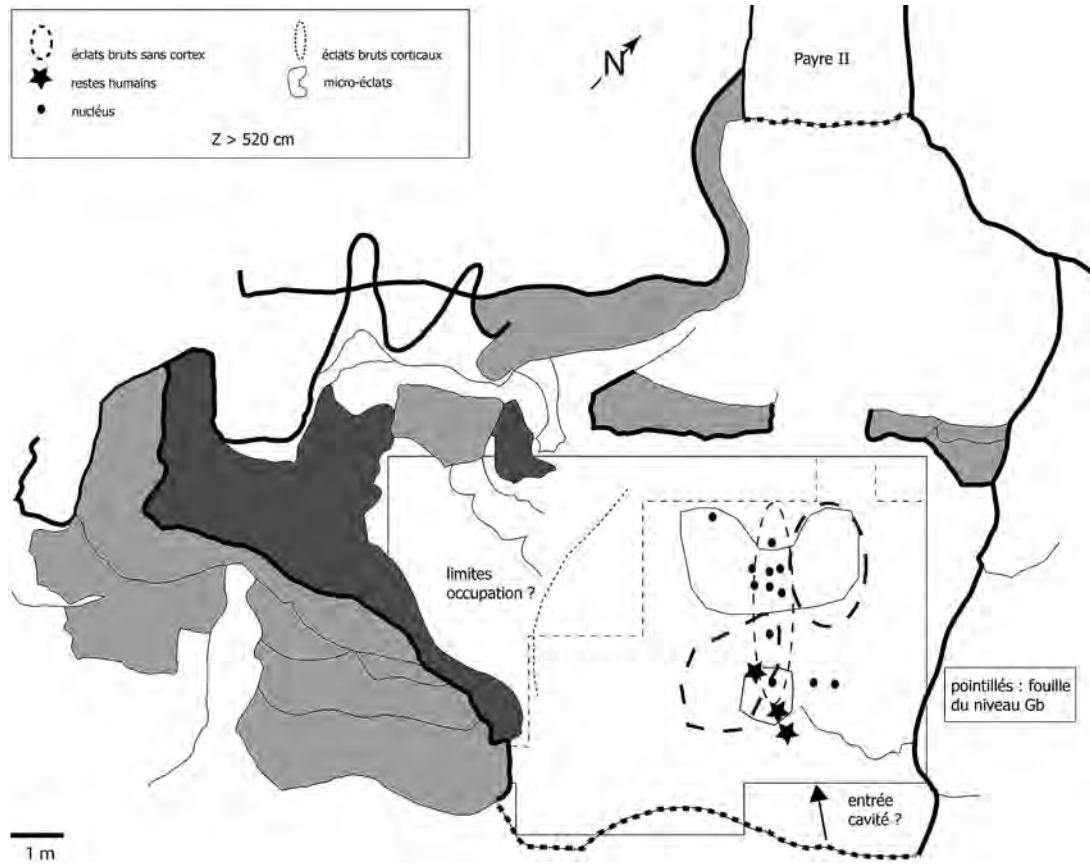 éclats bruts sans cortex
éclats bruts corticaux
restes humains
micro-éclats
nucléus
Z > 520 cm
N
Payre II
limites
occupation ?
pointillés : fouille
du niveau Gb
entrée
cavité ?
1 m